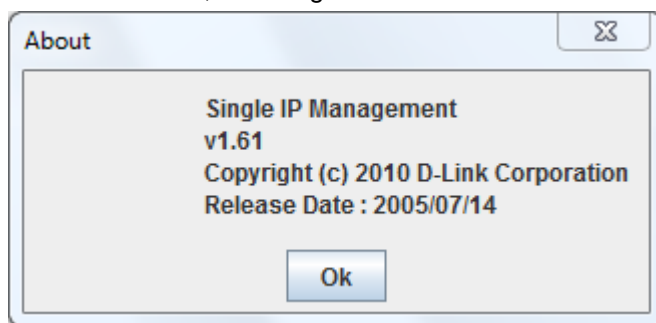 About
Single IP Management
v1.61
Copyright (c) 2010 D-Link Corporation
Release Date : 2005/07/14
Ok